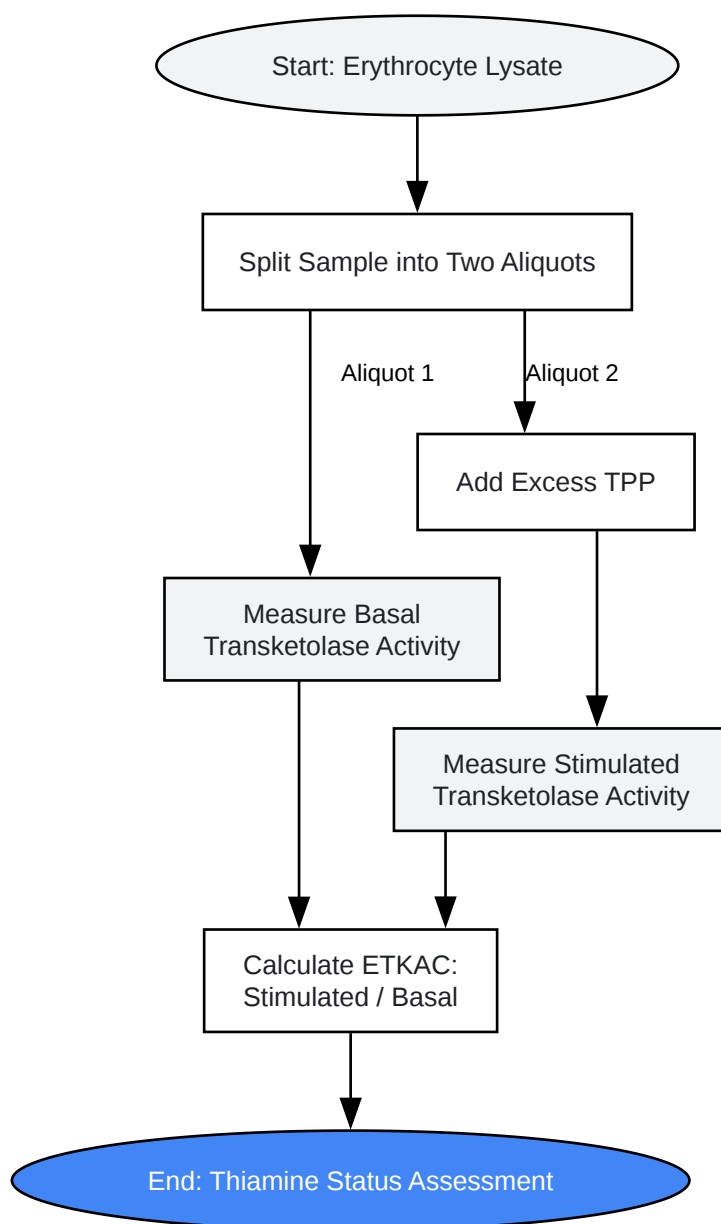 Start: Erythrocyte Lysate
Split Sample into Two Aliquots
Aliquot 1
Aliquot 2
Add Excess TPP
Measure Basal
Transketolase Activity
Measure Stimulated
Transketolase Activity
Calculate ETKAC:
Stimulated / Basal
End: Thiamine Status Assessment